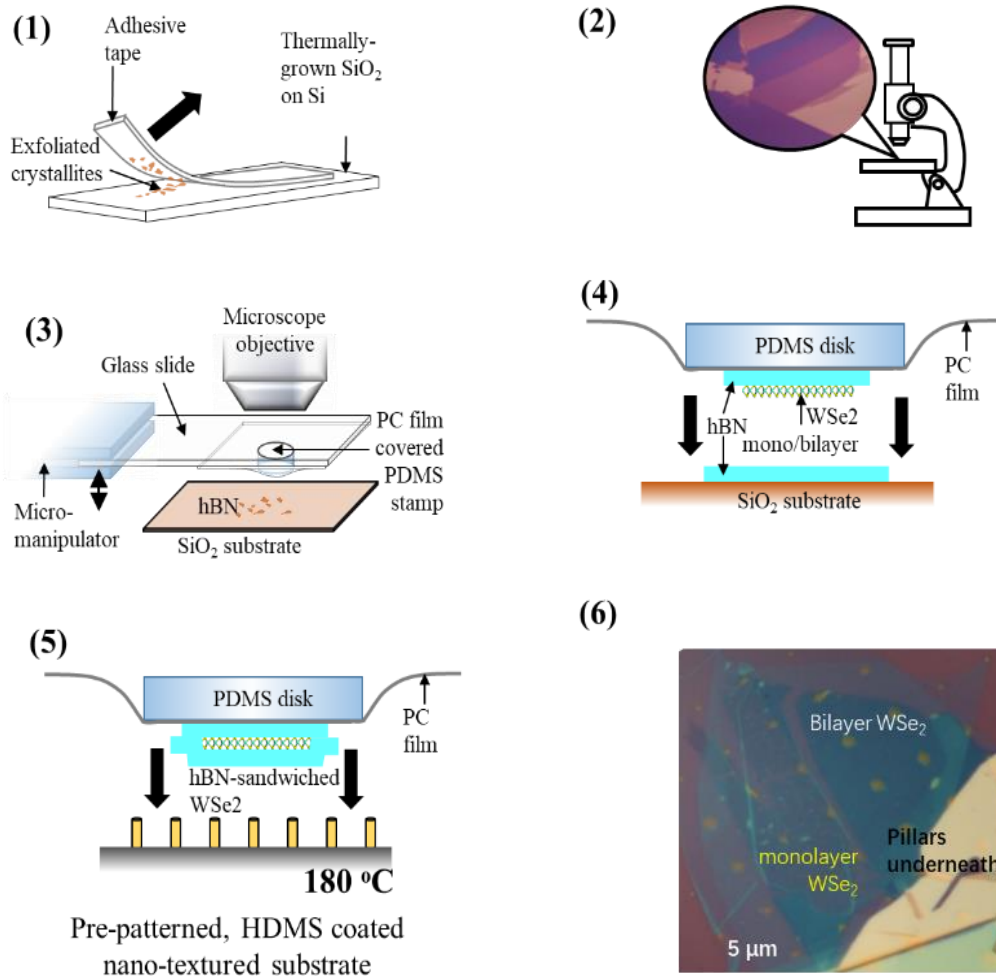 (1)
Adhesive
tape
Thermally-
grown SiO₂
on Si
Exfoliated
crystallites
(2)
(3)
Microscope
objective
Glass slide
PC film
covered
PDMS
stamp
hBN
Micro-
manipulator
SiO₂ substrate
(4)
PDMS disk
PC
film
WSe2
hBN
mono/bilayer
SiO₂ substrate
(5)
PDMS disk
PC
film
hBN-sandwiched
WSe2
180 ⁰C
Pre-patterned, HDMS coated
nano-textured substrate
(6)
Bilayer WSe₂
Pillars
underneath
monolayer
WSe₂
5 µm